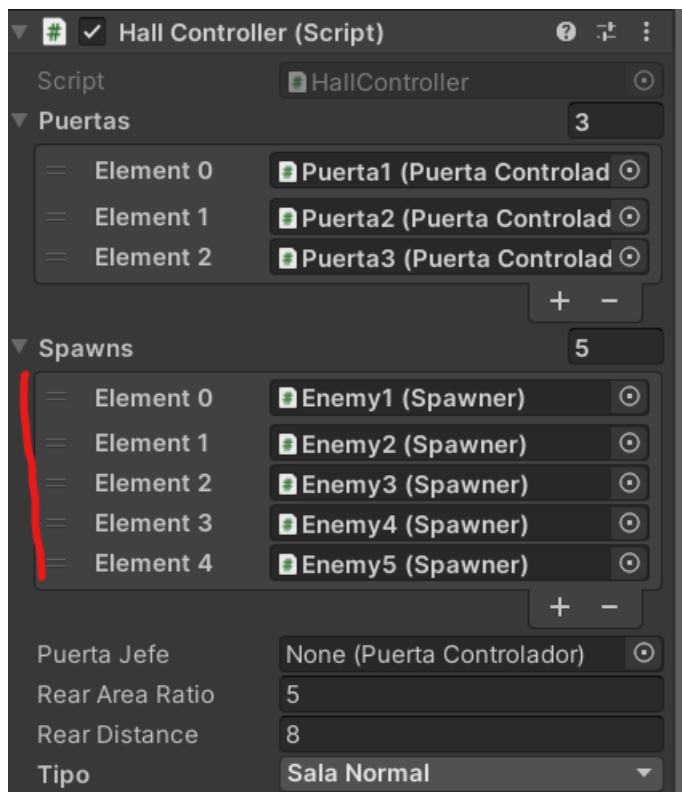 Hall Controller (Script)
Script HallController
Puertas 3
Element 0 Puerta1 (Puerta Controlad
Element 1 Puerta2 (Puerta Controlad
Element 2 Puerta3 (Puerta Controlad
+ −
Spawns 5
Element 0 Enemy1 (Spawner)
Element 1 Enemy2 (Spawner)
Element 2 Enemy3 (Spawner)
Element 3 Enemy4 (Spawner)
Element 4 Enemy5 (Spawner)
+ −
Puerta Jefe None (Puerta Controlador)
Rear Area Ratio 5
Rear Distance 8
Tipo Sala Normal